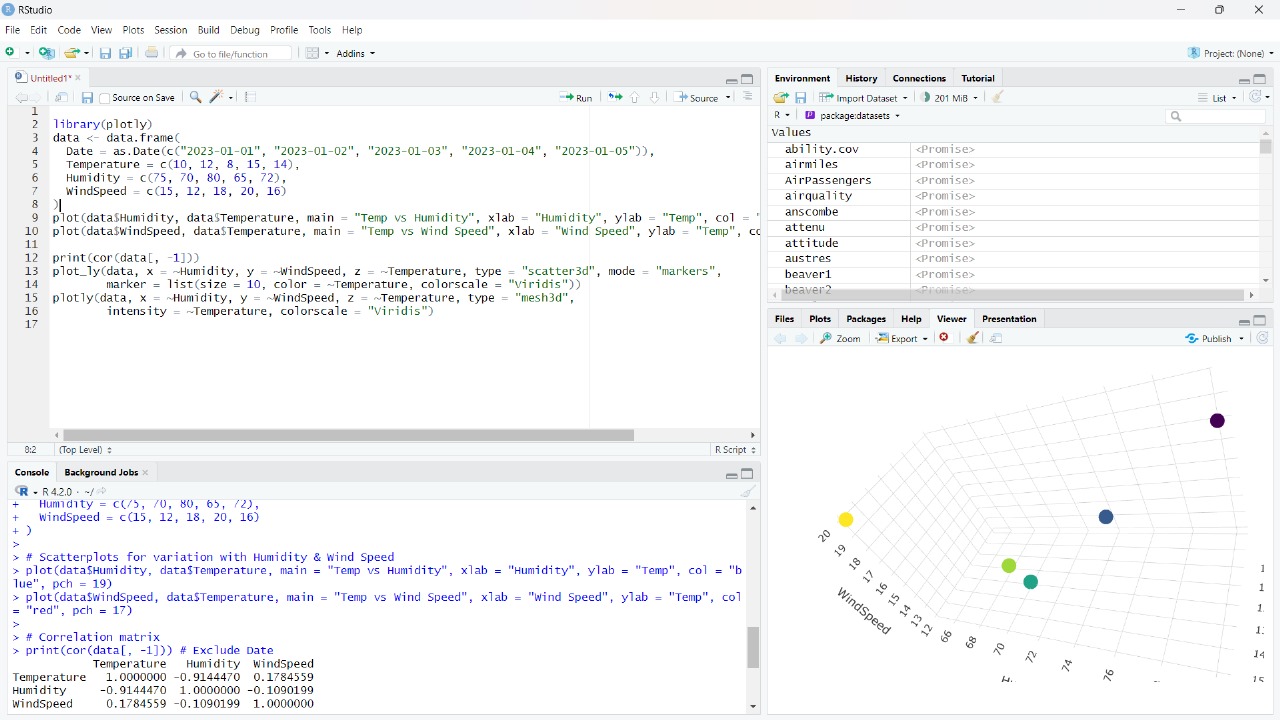 RStudio
File Edit Code View Plots Session Build Debug Profile Tools Help
Go to file/function Addins Project: (None)
Untitled1*
Source on Save Run Source
1
2 library(plotly)
3 data <- data.frame(
4 Date = as.Date(c("2023-01-01", "2023-01-02", "2023-01-03", "2023-01-04", "2023-01-05")),
5 Temperature = c(10, 12, 8, 15, 14),
6 Humidity = c(75, 70, 80, 65, 72),
7 WindSpeed = c(15, 12, 18, 20, 16)
8 )
9 plot(data$Humidity, data$Temperature, main = "Temp vs Humidity", xlab = "Humidity", ylab = "Temp", col = "
10 plot(data$WindSpeed, data$Temperature, main = "Temp vs Wind Speed", xlab = "Wind Speed", ylab = "Temp", co
11
12 print(cor(data[, -1]))
13 plot_ly(data, x = ~Humidity, y = ~WindSpeed, z = ~Temperature, type = "scatter3d", mode = "markers",
14 marker = list(size = 10, color = ~Temperature, colorscale = "Viridis"))
15 plotly(data, x = ~Humidity, y = ~WindSpeed, z = ~Temperature, type = "mesh3d",
16 intensity = ~Temperature, colorscale = "Viridis")
17
8:2 (Top Level) R Script
Console Background Jobs
R 4.2.0 · ~/
+ Humidity = c(75, 70, 80, 65, 72),
+ WindSpeed = c(15, 12, 18, 20, 16)
+ )
>
> # Scatterplots for variation with Humidity & Wind Speed
> plot(data$Humidity, data$Temperature, main = "Temp vs Humidity", xlab = "Humidity", ylab = "Temp", col = "b
lue", pch = 19)
> plot(data$WindSpeed, data$Temperature, main = "Temp vs Wind Speed", xlab = "Wind Speed", ylab = "Temp", col
= "red", pch = 17)
>
> # Correlation matrix
> print(cor(data[, -1])) # Exclude Date
Temperature Humidity WindSpeed
Temperature 1.0000000 -0.9144470 0.1784559
Humidity -0.9144470 1.0000000 -0.1090199
WindSpeed 0.1784559 -0.1090199 1.0000000
Environment History Connections Tutorial
Import Dataset 201 MiB List
R package:datasets
Values
ability.cov <Promise>
airmiles <Promise>
AirPassengers <Promise>
airquality <Promise>
anscombe <Promise>
attenu <Promise>
attitude <Promise>
austres <Promise>
beaver1 <Promise>
beaver2 <Promise>
Files Plots Packages Help Viewer Presentation
Zoom Export Publish
20
19
18
17
16
15
14
13
12
WindSpeed
66
68
70
72
74
76
14